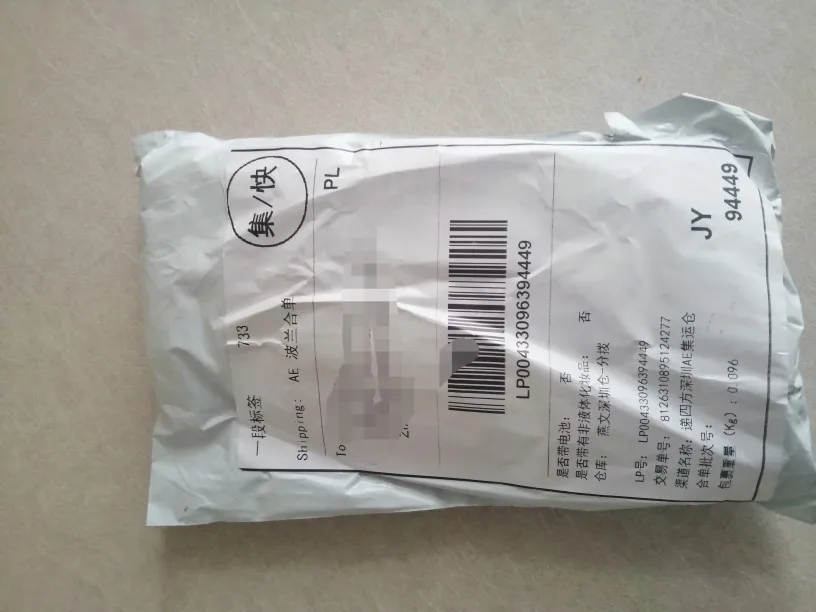 一段标签 733 集/快
Shipping: AE 波兰合单
To PL
LP00433096394449
是否带电池: 否
是否带有非液体化妆品: 否
仓库: 燕文深圳仓-分拨
LP号: LP00433096394449
交易单号: 8126310895124277
渠道名称: 递四方深圳AE集运仓
合单批次号:
包裹重量 (Kg) : 0.096
JY
94449